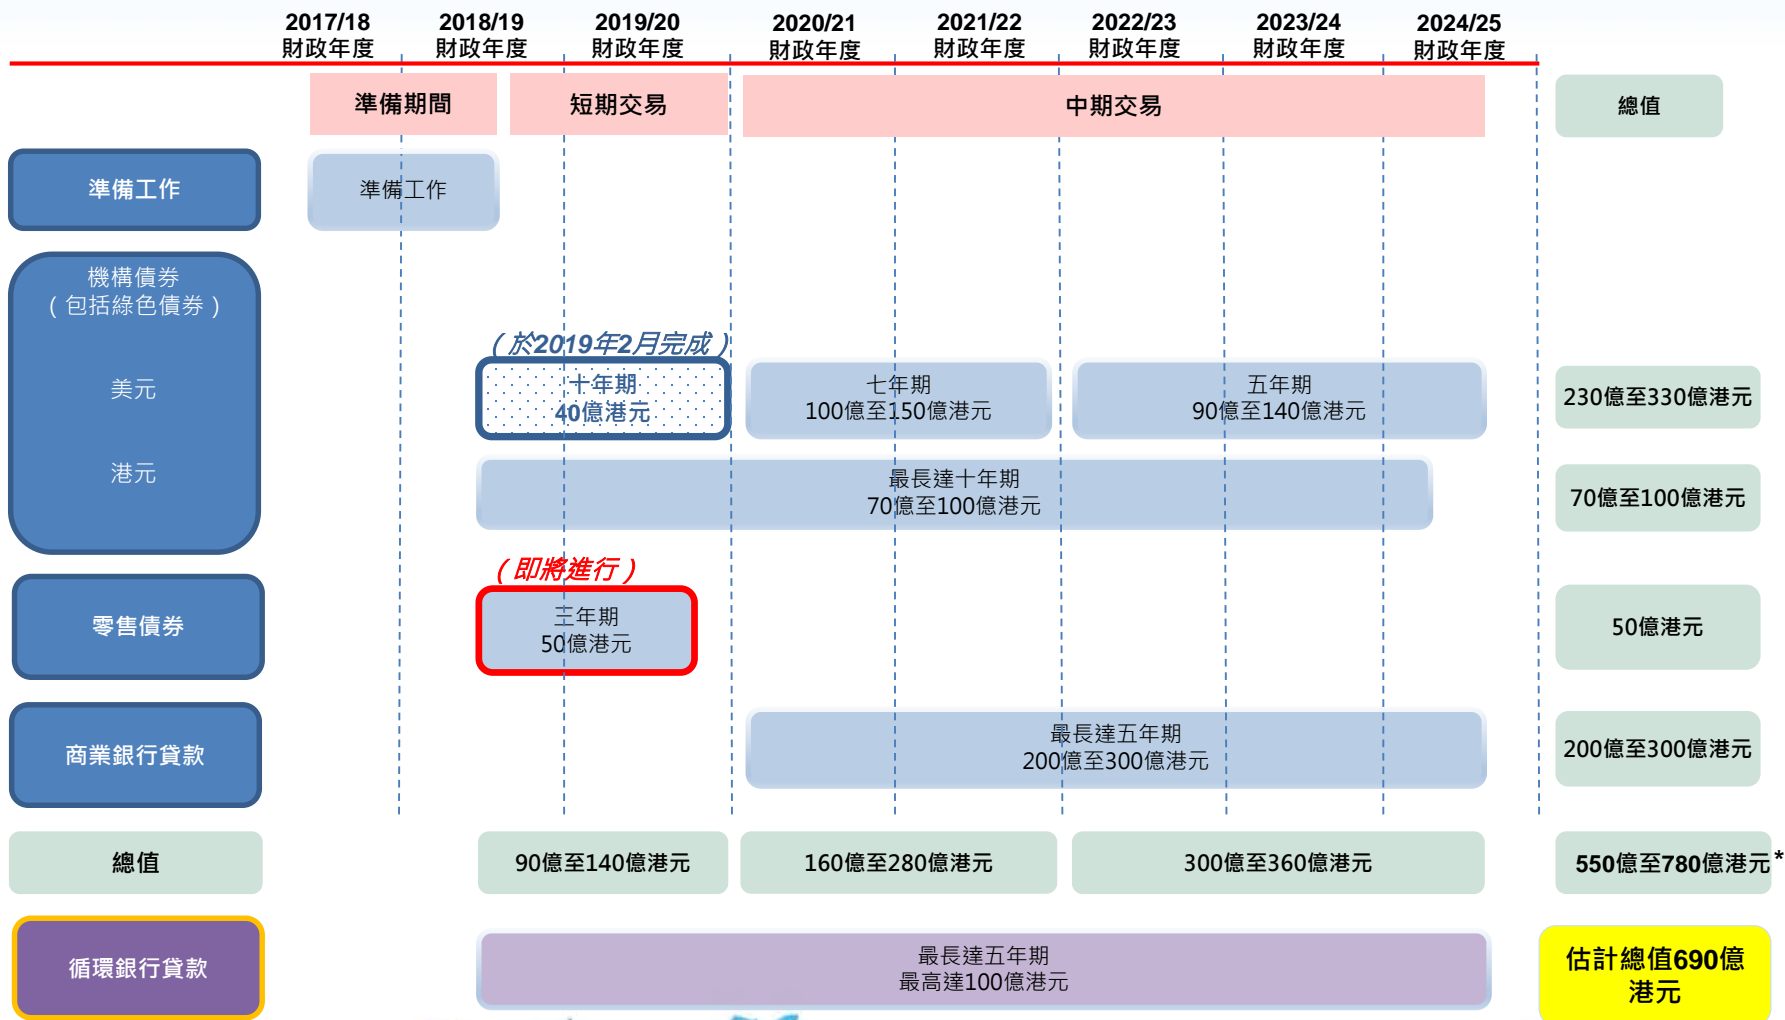 2017/18
財政年度
2018/19
財政年度
2019/20
財政年度
2020/21
財政年度
2021/22
財政年度
2022/23
財政年度
2023/24
財政年度
2024/25
財政年度
準備期間
短期交易
中期交易
總值
準備工作
準備工作
機構債券
（包括綠色債券）
（於2019年2月完成）
美元
十年期
40億港元
七年期
100億至150億港元
五年期
90億至140億港元
230億至330億港元
港元
最長達十年期
70億至100億港元
70億至100億港元
（即將進行）
零售債券
三年期
50億港元
50億港元
商業銀行貸款
最長達五年期
200億至300億港元
200億至300億港元
總值
90億至140億港元
160億至280億港元
300億至360億港元
550億至780億港元*
循環銀行貸款
最長達五年期
最高達100億港元
估計總值690億
港元